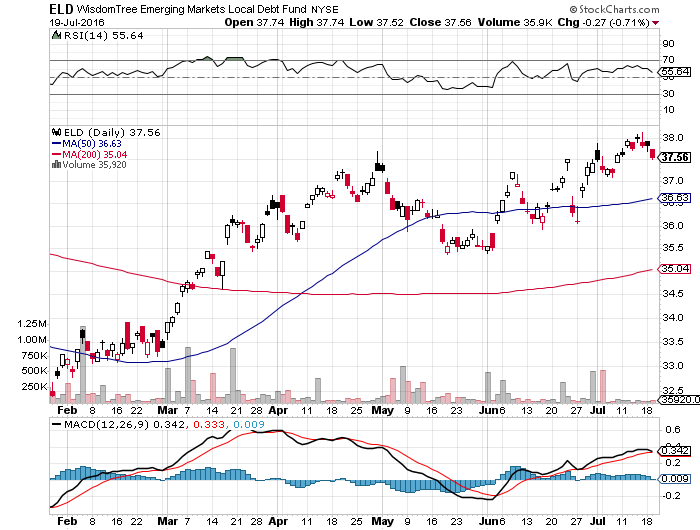 ELD WisdomTree Emerging Markets Local Debt Fund NYSE © StockCharts.com
19-Jul-2016 Open 37.74 High 37.74 Low 37.52 Close 37.56 Volume 35.9K Chg -0.27 (-0.71%)
RSI(14) 55.64
90
70
55.64
50
30
10
ELD (Daily) 37.56
MA(50) 36.63
MA(200) 35.04
Volume 35,920
38.0
37.56
37.0
36.63
36.5
36.0
35.5
35.04
34.5
34.0
33.5
33.0
32.5
1.25M
1.00M
750K
500K
250K
35920.0
Feb 8 16 22 Mar 7 14 21 28 Apr 11 18 25 May 6 16 23 Jun 6 13 20 27 Jul 11 18
MACD(12,26,9) 0.342, 0.333, 0.009
0.6
0.4
0.342
0.2
0.009
-0.2
Feb 8 16 22 Mar 7 14 21 28 Apr 11 18 25 May 9 16 23 Jun 6 13 20 27 Jul 11 18